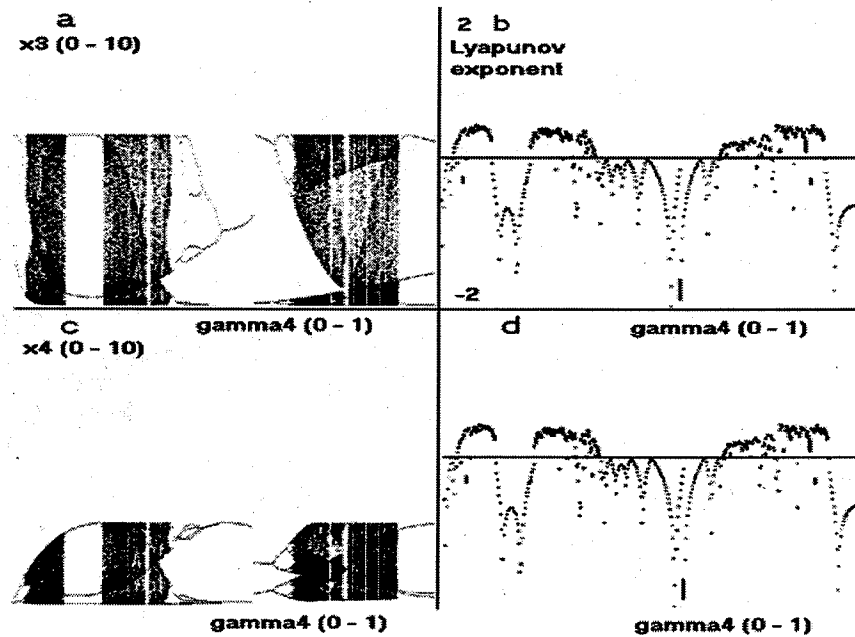 a
x3 (0 - 10)
2 b
Lyapunov
exponent
-2
gamma4 (0 - 1)
gamma4 (0 - 1)
c
x4 (0 - 10)
d
gamma4 (0 - 1)
gamma4 (0 - 1)